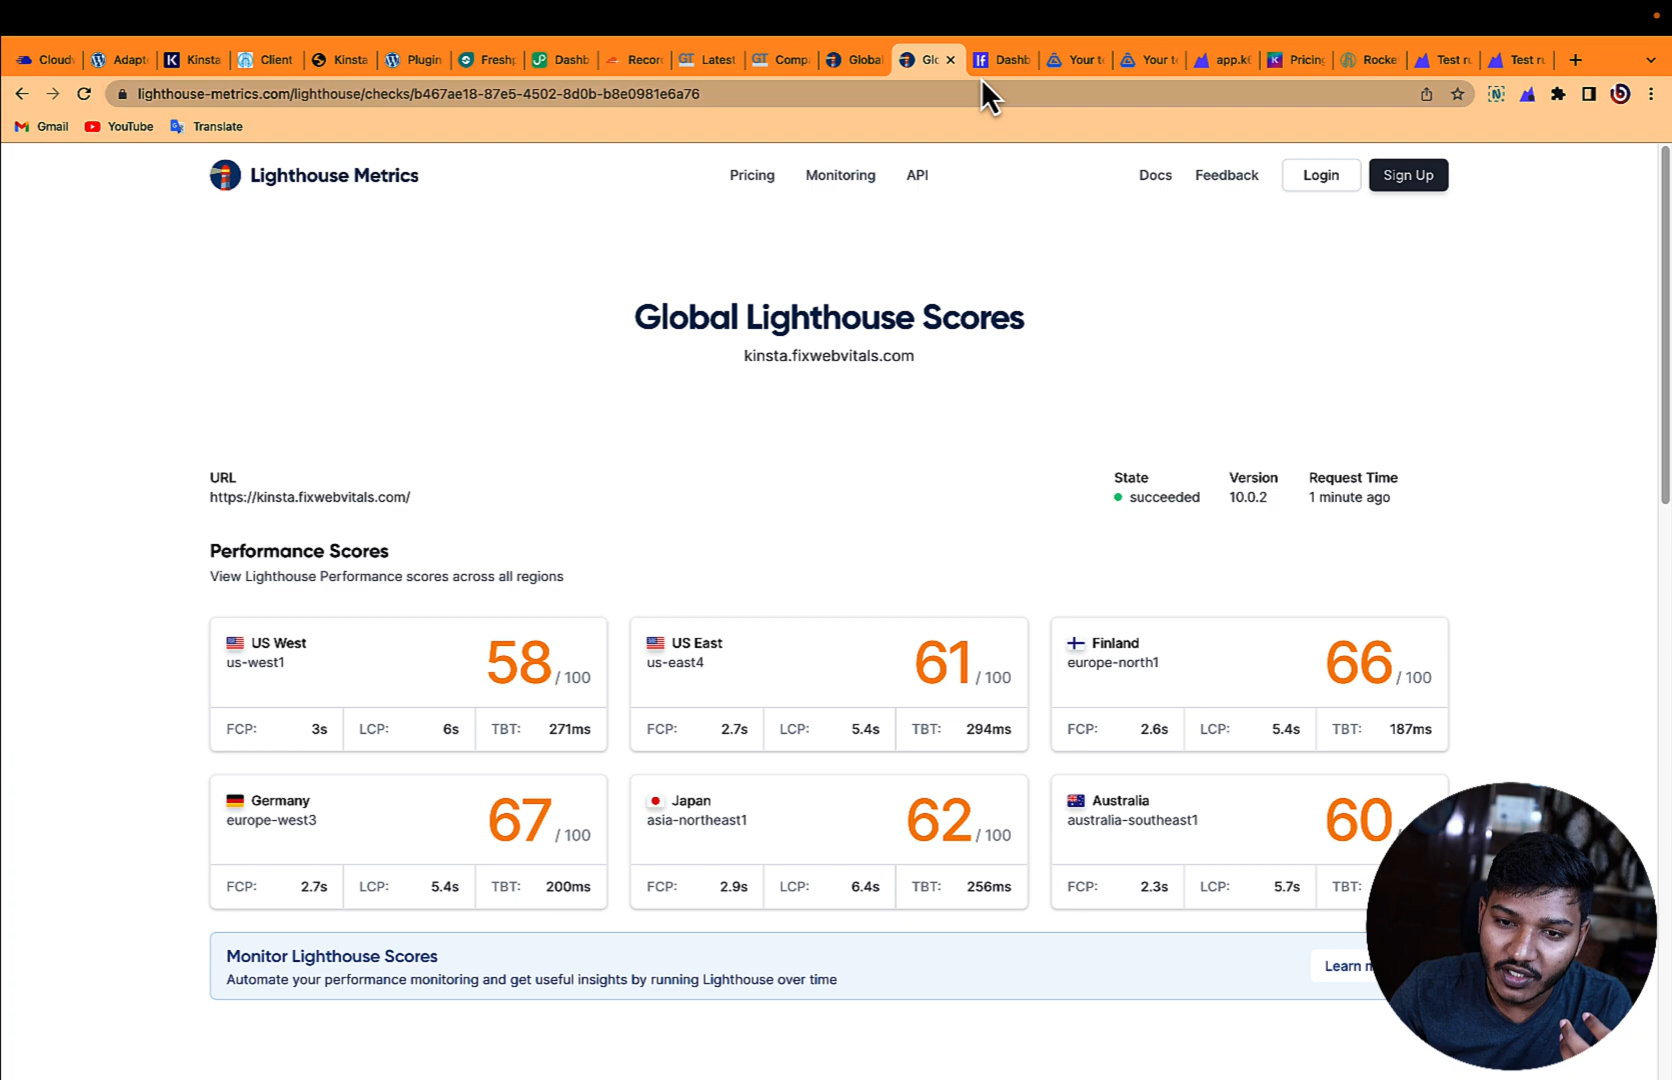 Cloudw Adapt Kinsta Client Kinsta Plugin Freshp Dashb Recor Latest Comp Global Glo Dashb Your to Your to app.k6 Pricing Rocke Test ru Test ru
lighthouse-metrics.com/lighthouse/checks/b467ae18-87e5-4502-8d0b-b8e0981e6a76
Gmail YouTube Translate
Lighthouse Metrics
Pricing Monitoring API
Docs Feedback Login Sign Up
Global Lighthouse Scores
kinsta.fixwebvitals.com
URL
https://kinsta.fixwebvitals.com/
State Version Request Time
succeeded 10.0.2 1 minute ago
Performance Scores
View Lighthouse Performance scores across all regions
US West
us-west1
58 / 100
FCP: 3s LCP: 6s TBT: 271ms
US East
us-east4
61 / 100
FCP: 2.7s LCP: 5.4s TBT: 294ms
Finland
europe-north1
66 / 100
FCP: 2.6s LCP: 5.4s TBT: 187ms
Germany
europe-west3
67 / 100
FCP: 2.7s LCP: 5.4s TBT: 200ms
Japan
asia-northeast1
62 / 100
FCP: 2.9s LCP: 6.4s TBT: 256ms
Australia
australia-southeast1
60
FCP: 2.3s LCP: 5.7s TBT:
Monitor Lighthouse Scores
Automate your performance monitoring and get useful insights by running Lighthouse over time
Learn